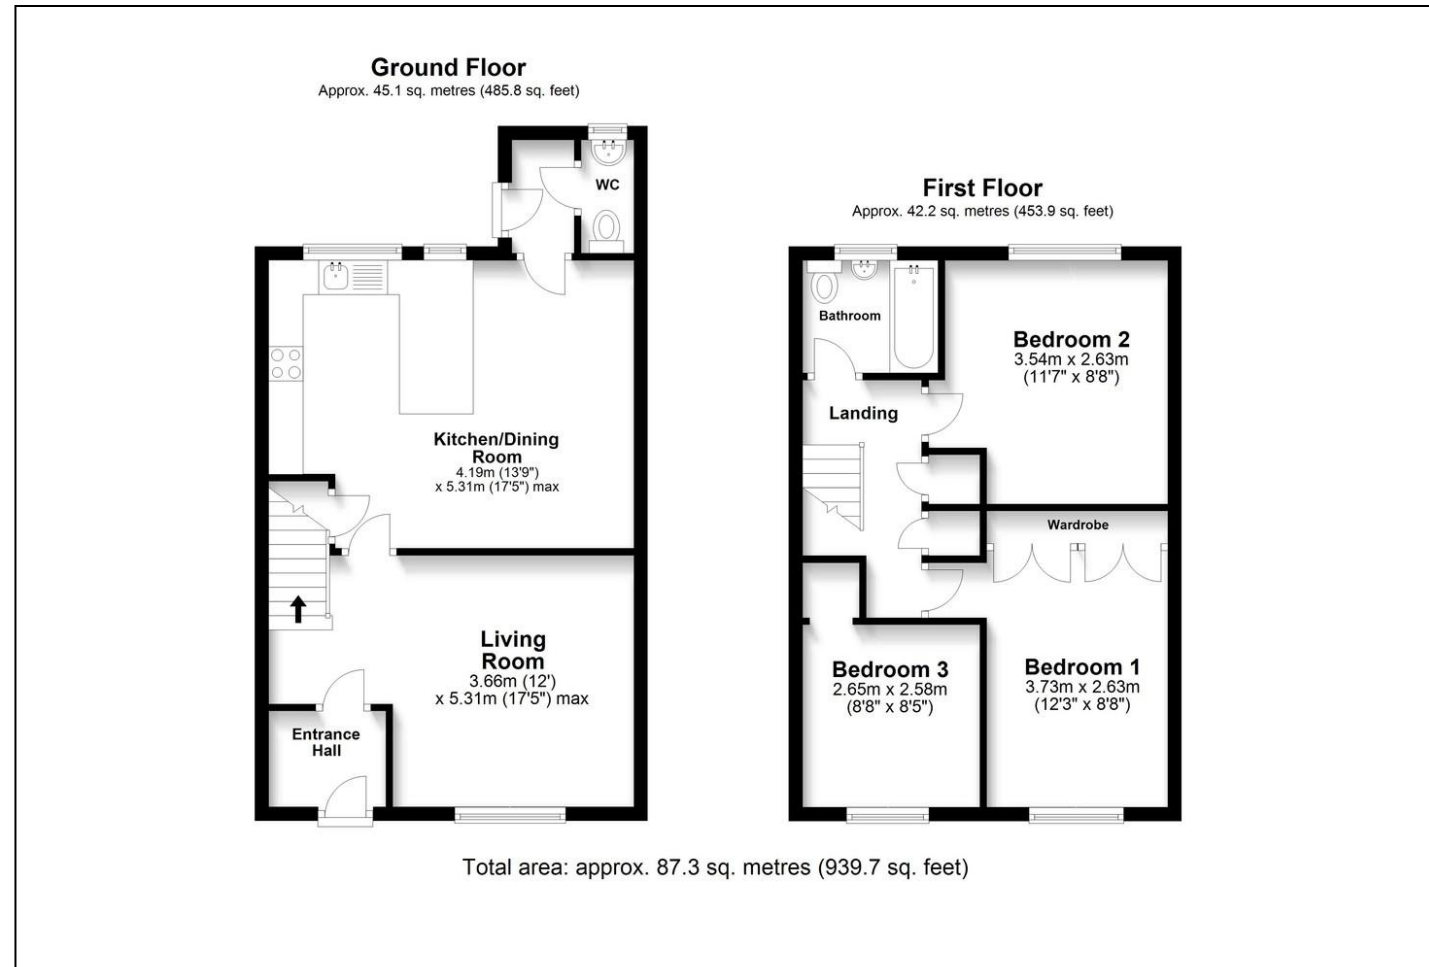 Ground Floor
Approx. 45.1 sq. metres (485.8 sq. feet)
WC
Kitchen/Dining
Room
4.19m (13'9")
x 5.31m (17'5") max
Living
Room
3.66m (12')
x 5.31m (17'5") max
Entrance
Hall
First Floor
Approx. 42.2 sq. metres (453.9 sq. feet)
Bathroom
Bedroom 2
3.54m x 2.63m
(11'7" x 8'8")
Landing
Wardrobe
Bedroom 3
2.65m x 2.58m
(8'8" x 8'5")
Bedroom 1
3.73m x 2.63m
(12'3" x 8'8")
Total area: approx. 87.3 sq. metres (939.7 sq. feet)